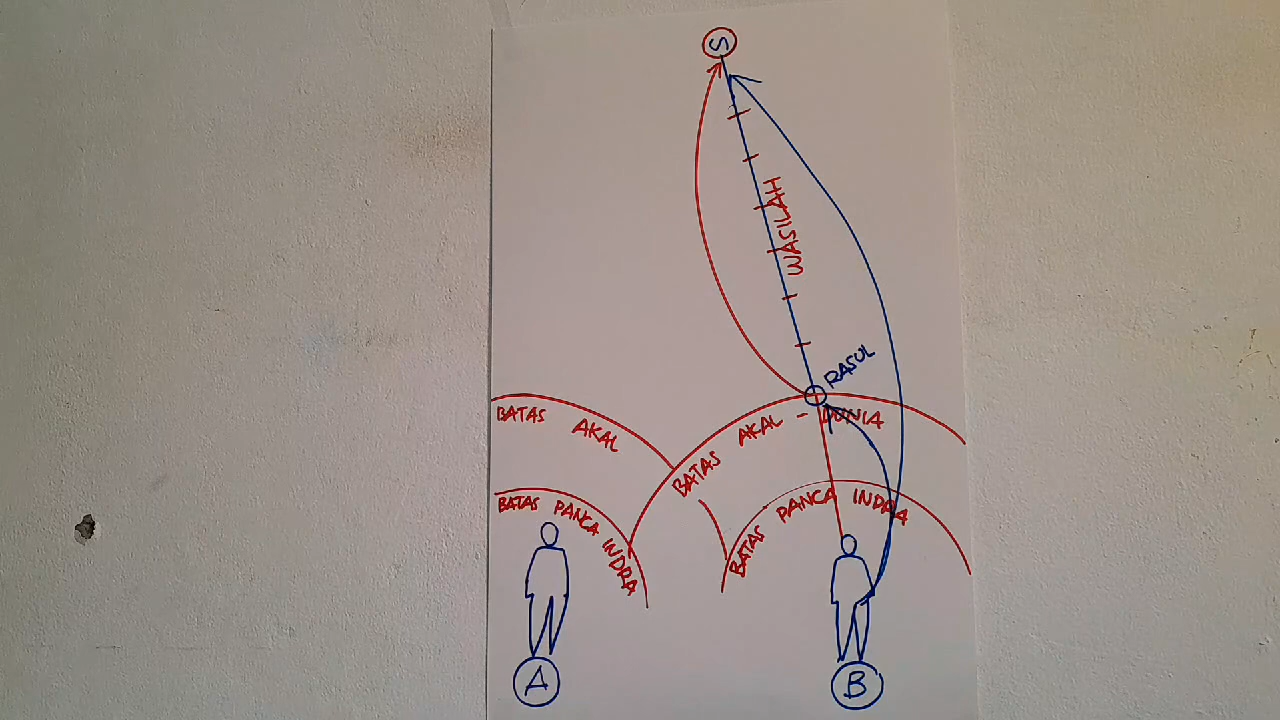 S
WASILAH
RASUL
BATAS AKAL
BATAS AKAL - DUNIA
BATAS PANCA INDRA
BATAS PANCA INDRA
A
B